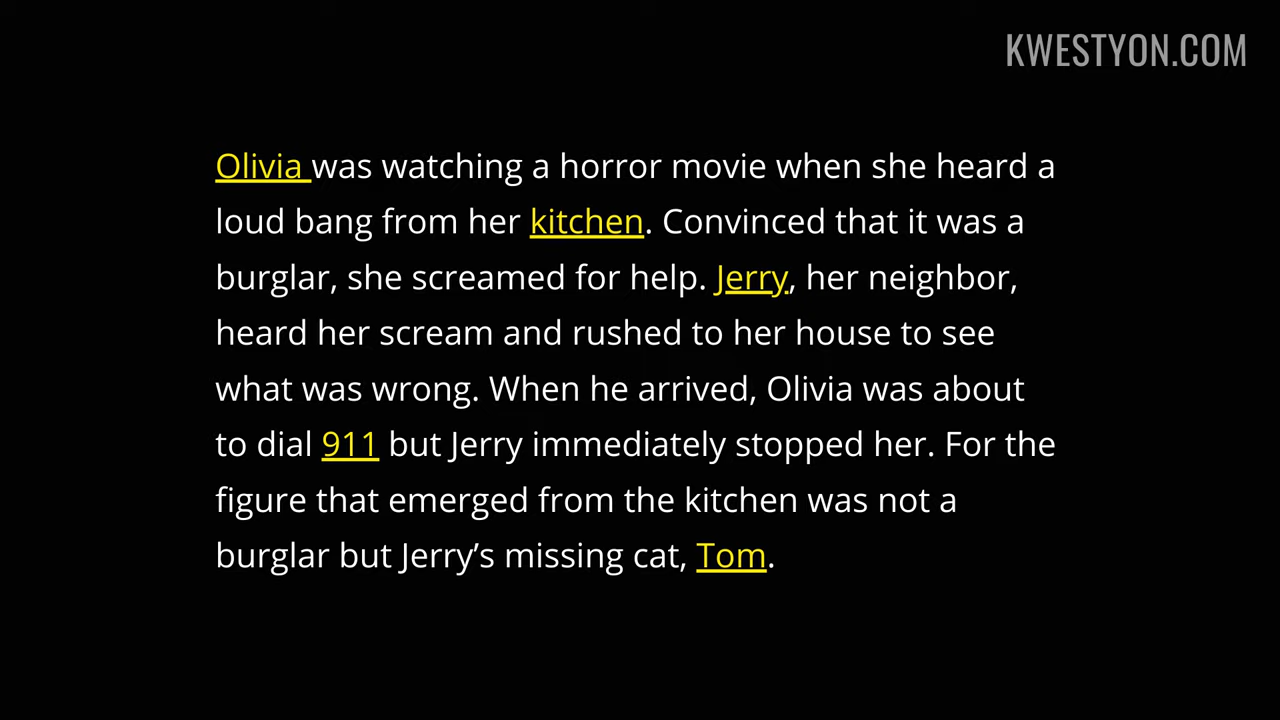 KWESTYON.COM
Olivia was watching a horror movie when she heard a
loud bang from her kitchen. Convinced that it was a
burglar, she screamed for help. Jerry, her neighbor,
heard her scream and rushed to her house to see
what was wrong. When he arrived, Olivia was about
to dial 911 but Jerry immediately stopped her. For the
figure that emerged from the kitchen was not a
burglar but Jerry’s missing cat, Tom.